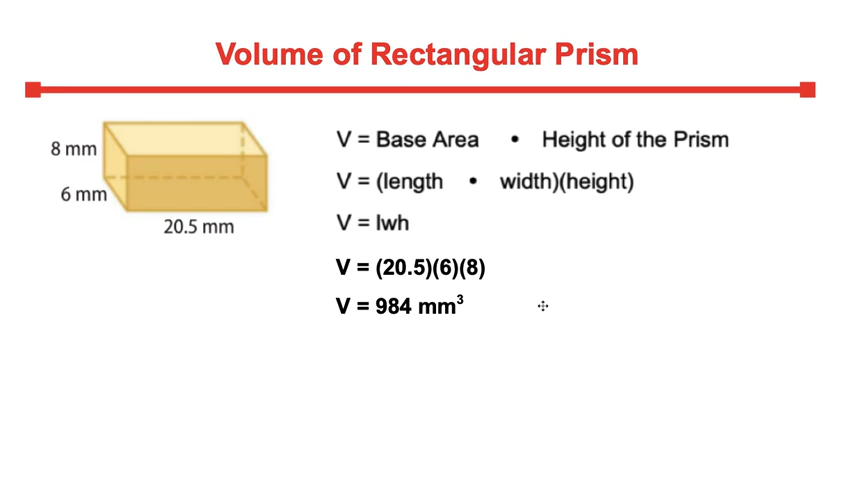 Volume of Rectangular Prism
8 mm
6 mm
20.5 mm
V = Base Area • Height of the Prism
V = (length • width)(height)
V = lwh
V = (20.5)(6)(8)
V = 984 mm³